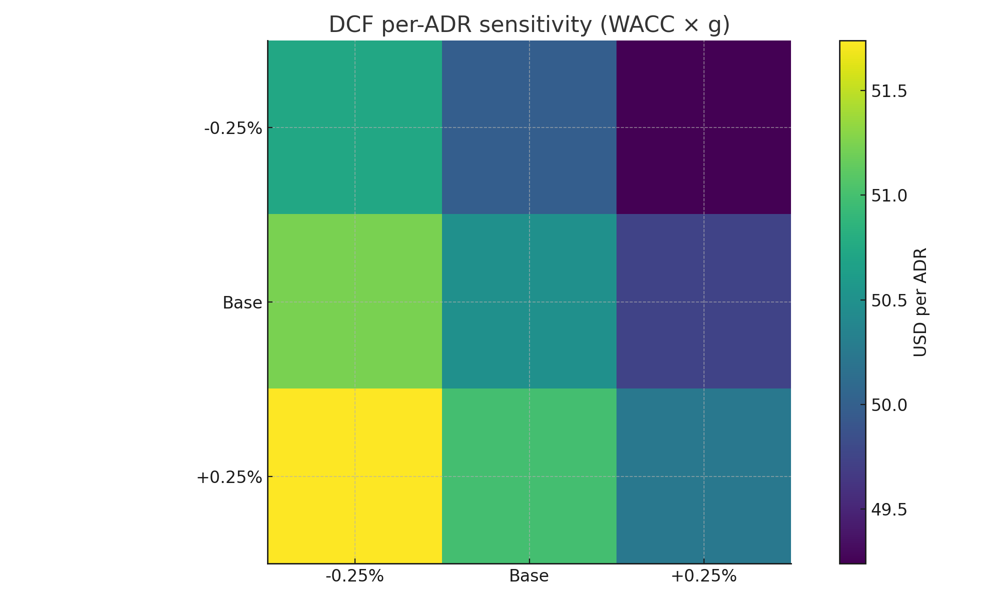 DCF per-ADR sensitivity (WACC × g)
-0.25%
Base
+0.25%
-0.25%
Base
+0.25%
51.5
51.0
50.5
50.0
49.5
USD per ADR